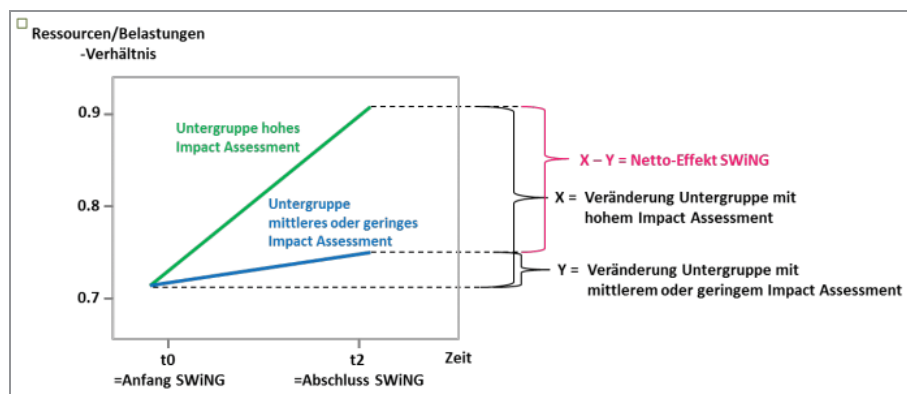 Ressourcen/Belastungen
-Verhältnis
0.9
Untergruppe hohes
Impact Assessment
X – Y = Netto-Effekt SWiNG
0.8
Untergruppe
mittleres oder geringes
Impact Assessment
X = Veränderung Untergruppe mit
hohem Impact Assessment
Y = Veränderung Untergruppe mit
mittlerem oder geringem Impact Assessment
0.7
t0
t2
Zeit
=Anfang SWiNG
=Abschluss SWiNG